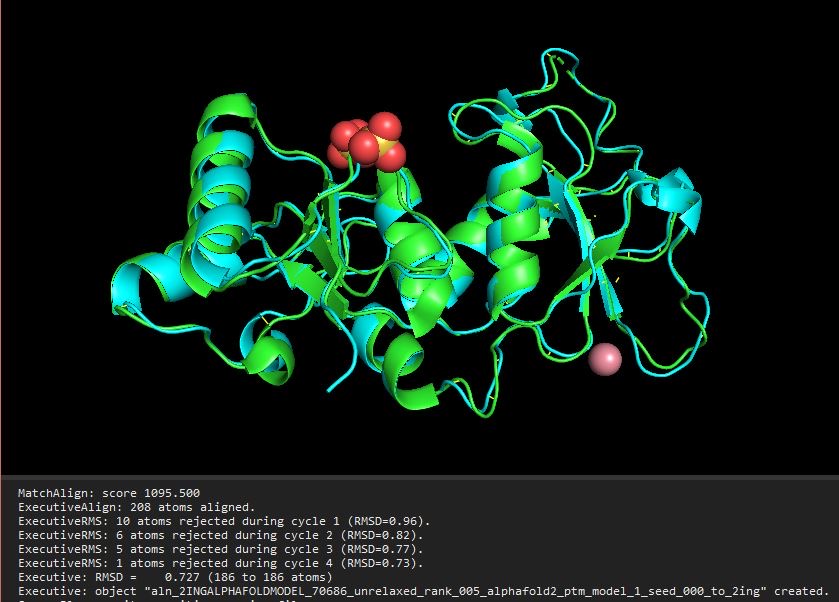 MatchAlign: score 1095.500
ExecutiveAlign: 208 atoms aligned.
ExecutiveRMS: 10 atoms rejected during cycle 1 (RMSD=0.96).
ExecutiveRMS: 6 atoms rejected during cycle 2 (RMSD=0.82).
ExecutiveRMS: 5 atoms rejected during cycle 3 (RMSD=0.77).
ExecutiveRMS: 1 atoms rejected during cycle 4 (RMSD=0.73).
Executive: RMSD =    0.727 (186 to 186 atoms)
Executive: object "aln_2INGALPHAFOLDMODEL_70686_unrelaxed_rank_005_alphafold2_ptm_model_1_seed_000_to_2ing" created.